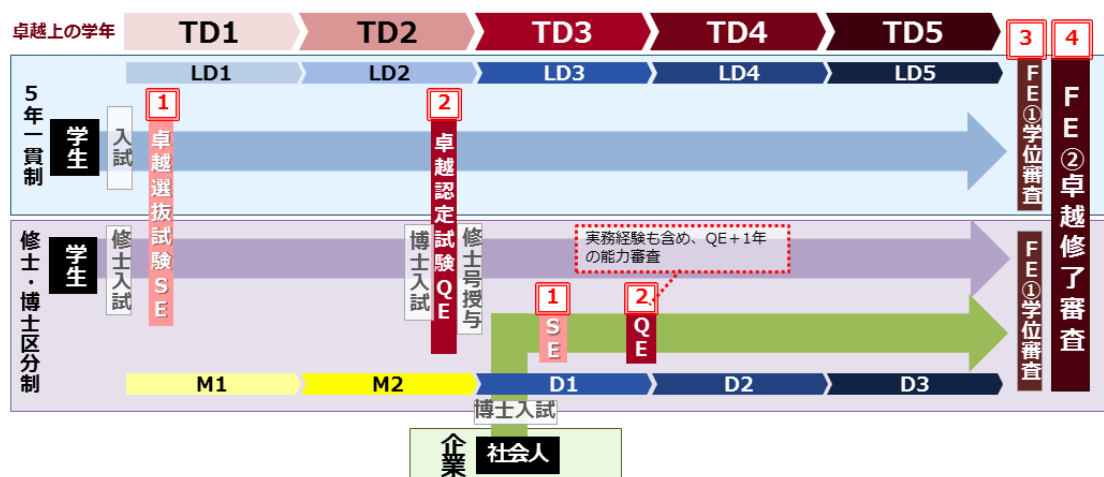 卓越上の学年
TD1
TD2
TD3
TD4
TD5
3
4
LD1
LD2
LD3
LD4
LD5
5年一貫制
学生
入試
1
卓越選抜試験SE
2
卓越認定試験QE
FE①学位審査
FE②卓越修了審査
修士・博士区分制
学生
修士入試
博士入試
修士号授与
実務経験も含め、QE+1年
の能力審査
1
SE
2
QE
FE①学位審査
M1
M2
D1
D2
D3
博士入試
企業
社会人